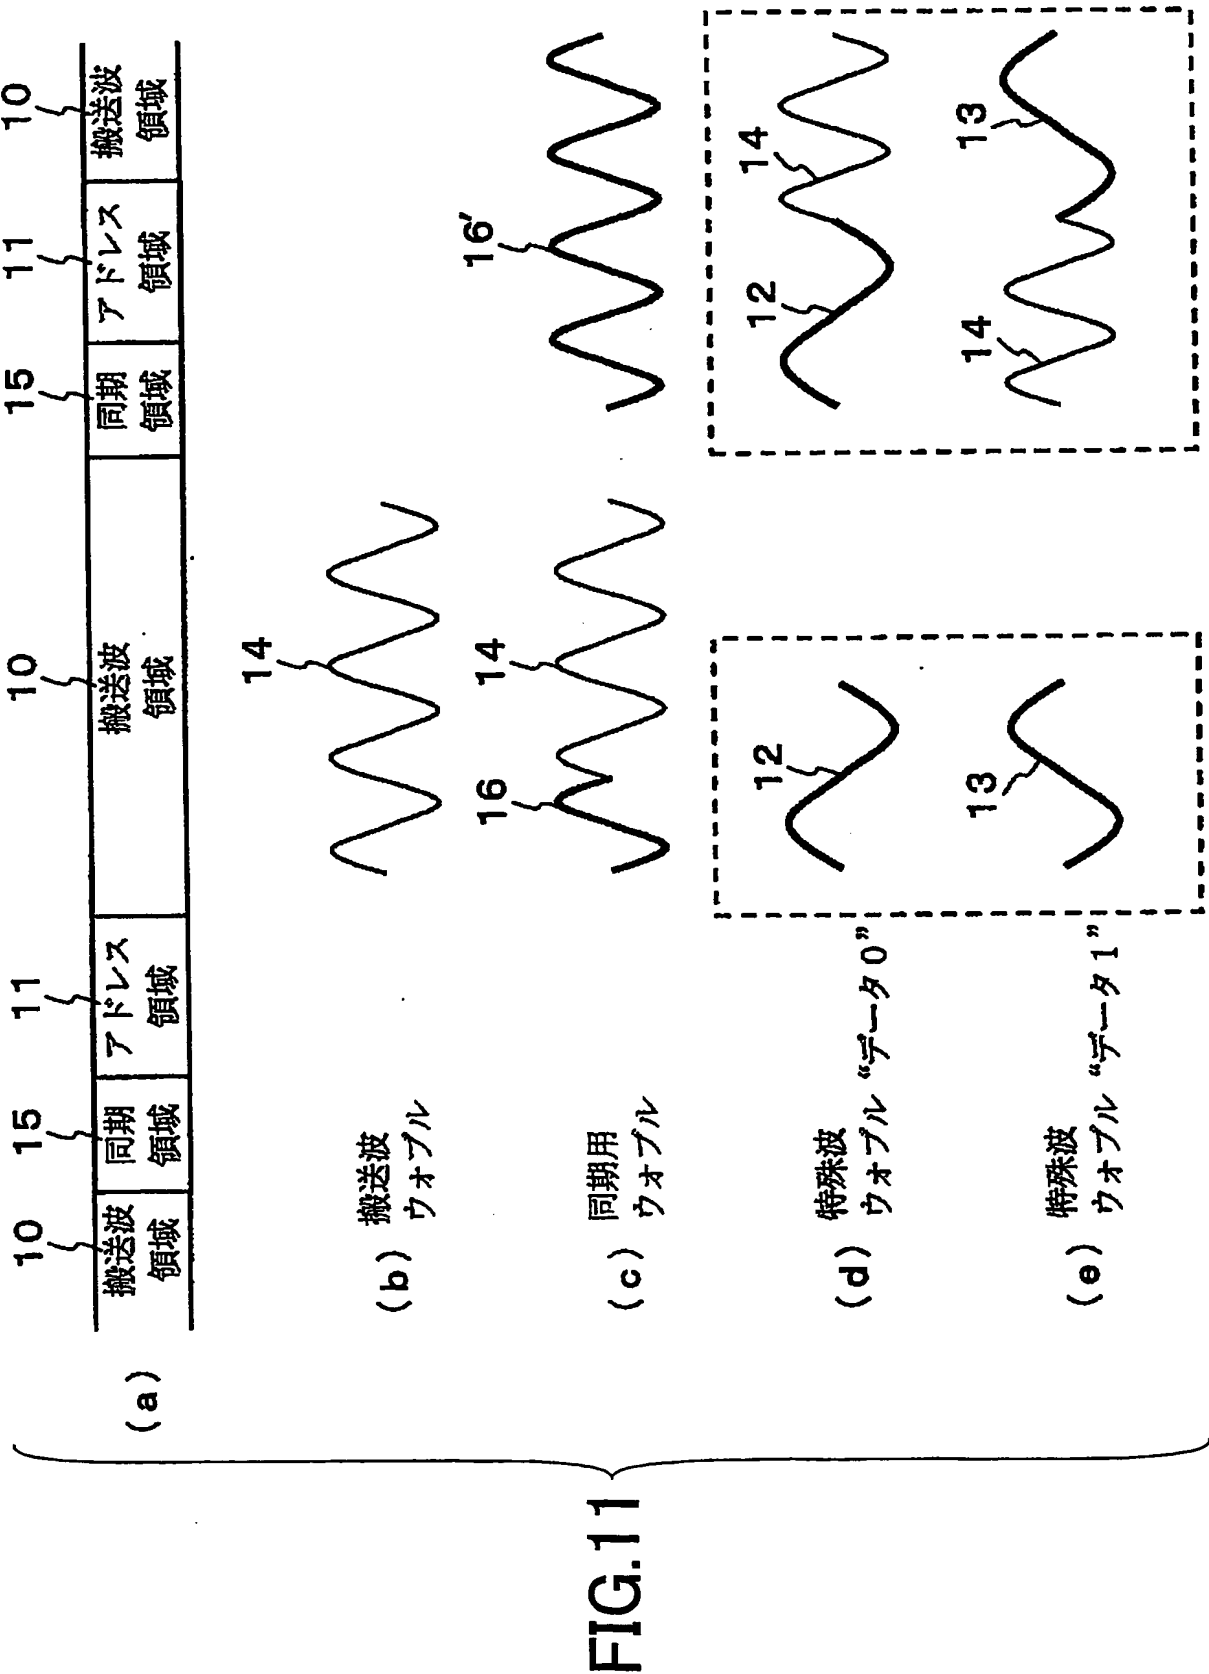 FIG.11
(a)
10
15
11
10
15
11
10
搬送波
領域
同期
領域
アドレス
領域
搬送波
領域
同期
領域
アドレス
領域
搬送波
領域
(b)
搬送波
ウォブル
14
(c)
同期用
ウォブル
16
14
16′
(d)
特殊波
ウォブル“データ0”
12
12
14
(e)
特殊波
ウォブル“データ1”
13
14
13